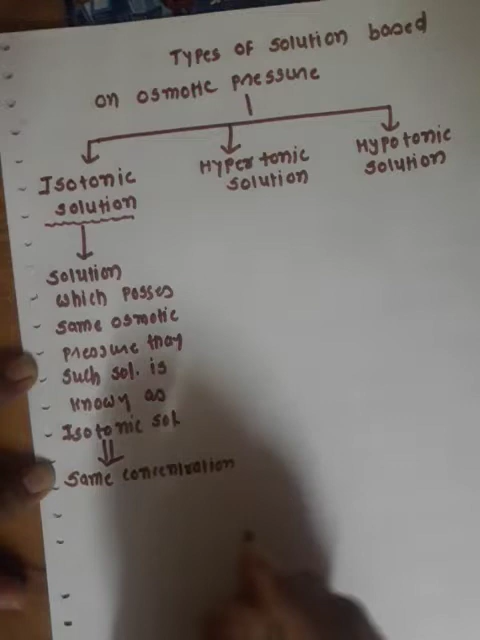 Types of solution based
on osmotic pressure
Isotonic
solution
Hypertonic
solution
Hypotonic
solution
solution
which posses
same osmotic
pressure they
such sol. is
known as
Isotonic sol
same concentration